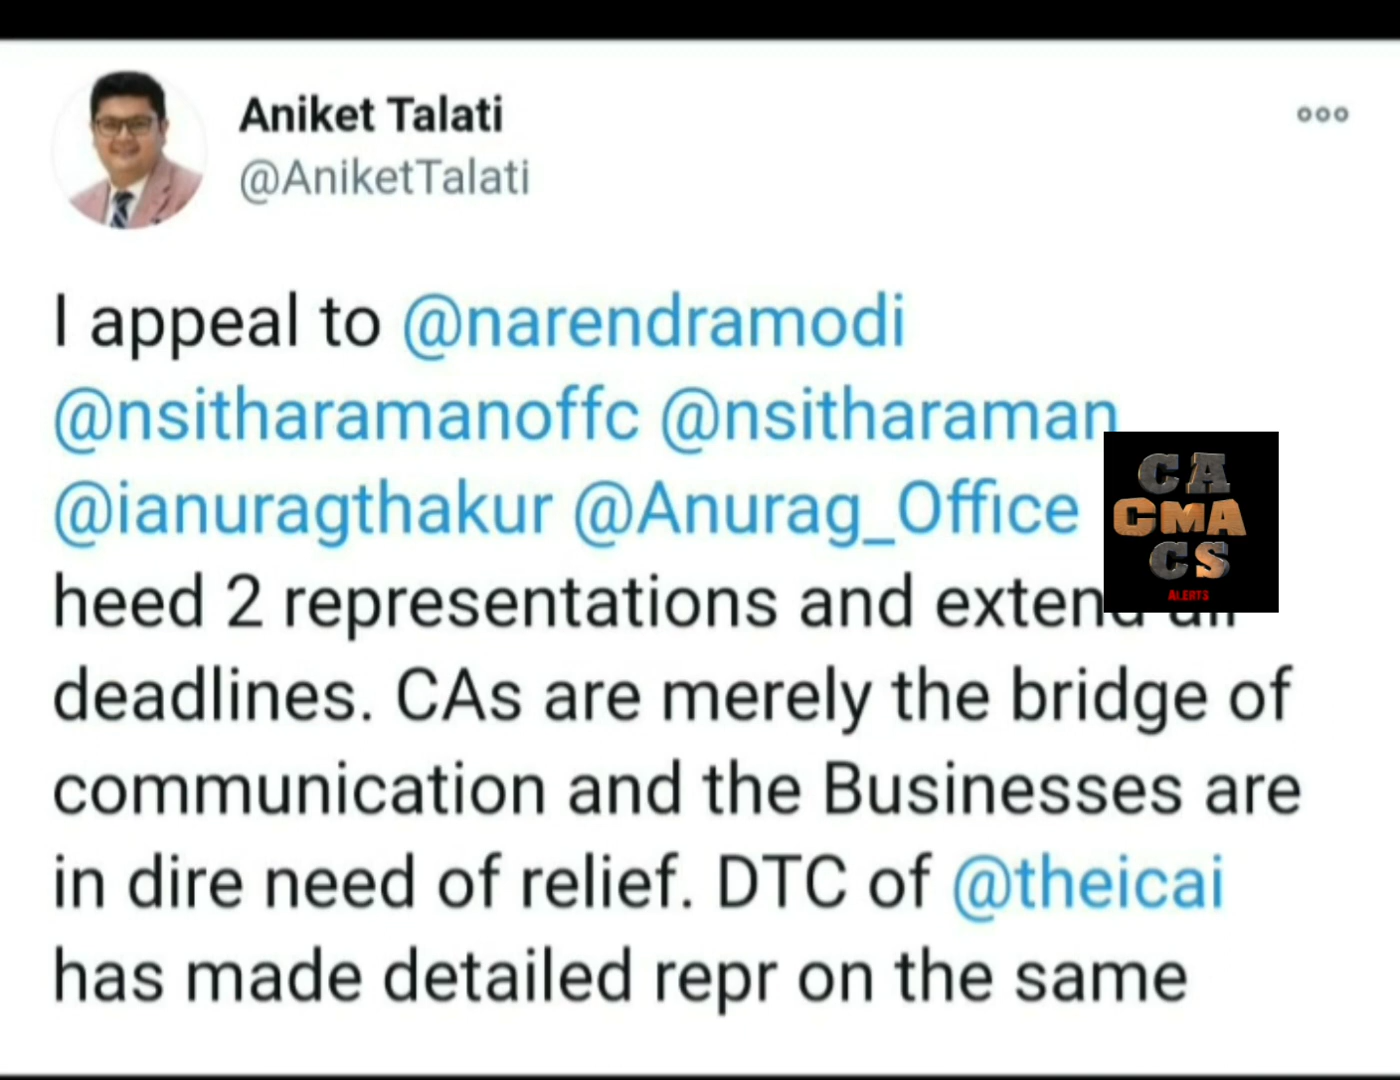 Aniket Talati
@AniketTalati
I appeal to @narendramodi
@nsitharamanoffc @nsitharaman
@ianuragthakur @Anurag_Office
heed 2 representations and extend all
deadlines. CAs are merely the bridge of
communication and the Businesses are
in dire need of relief. DTC of @theicai
has made detailed repr on the same
CA
CMA
CS
ALERTS